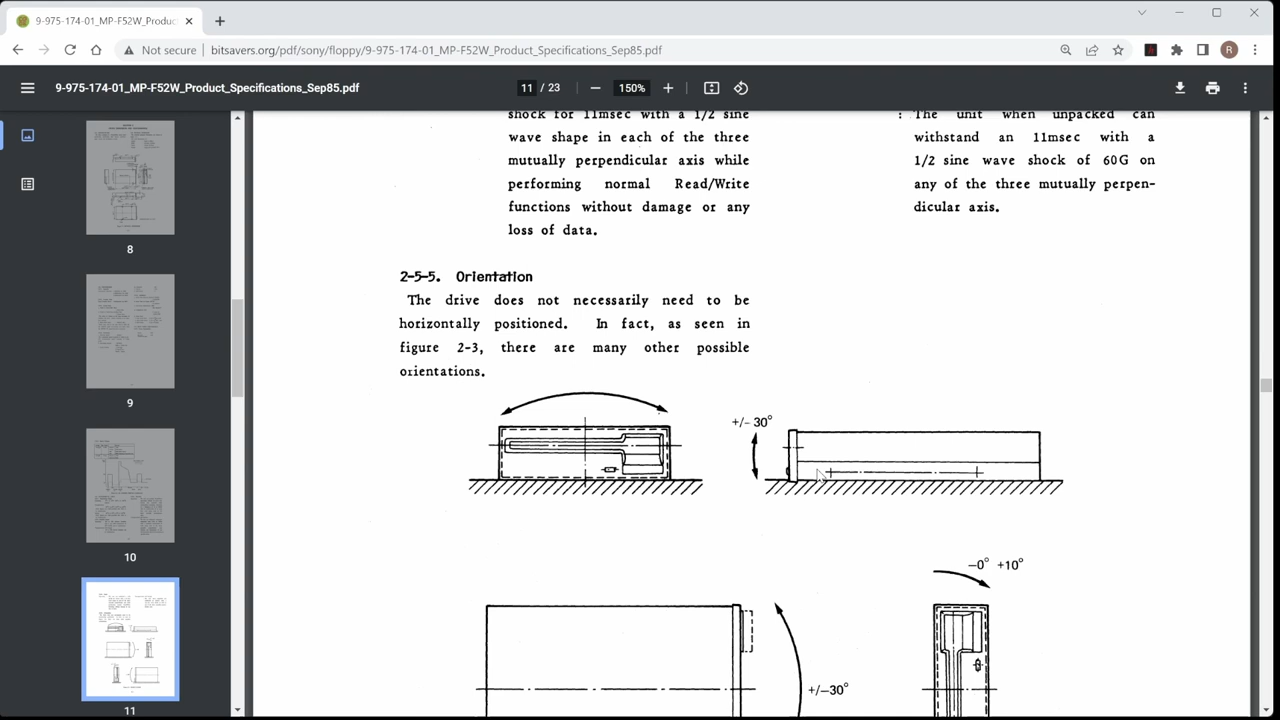 9-975-174-01_MP-F52W_Produc
Not secure
bitsavers.org/pdf/sony/floppy/9-975-174-01_MP-F52W_Product_Specifications_Sep85.pdf
R
9-975-174-01_MP-F52W_Product_Specifications_Sep85.pdf
11 / 23
150%
8
9
10
11
shock for 11msec with a 1/2 sine
wave shape in each of the three
mutually perpendicular axis while
performing normal Read/Write
functions without damage or any
loss of data.
: The unit when unpacked can
withstand an 11msec with a
1/2 sine wave shock of 60G on
any of the three mutually perpen-
dicular axis.
2-5-5. Orientation
The drive does not necessarily need to be
horizontally positioned. In fact, as seen in
figure 2-3, there are many other possible
orientations.
+/- 30°
-0° +10°
+/-30°